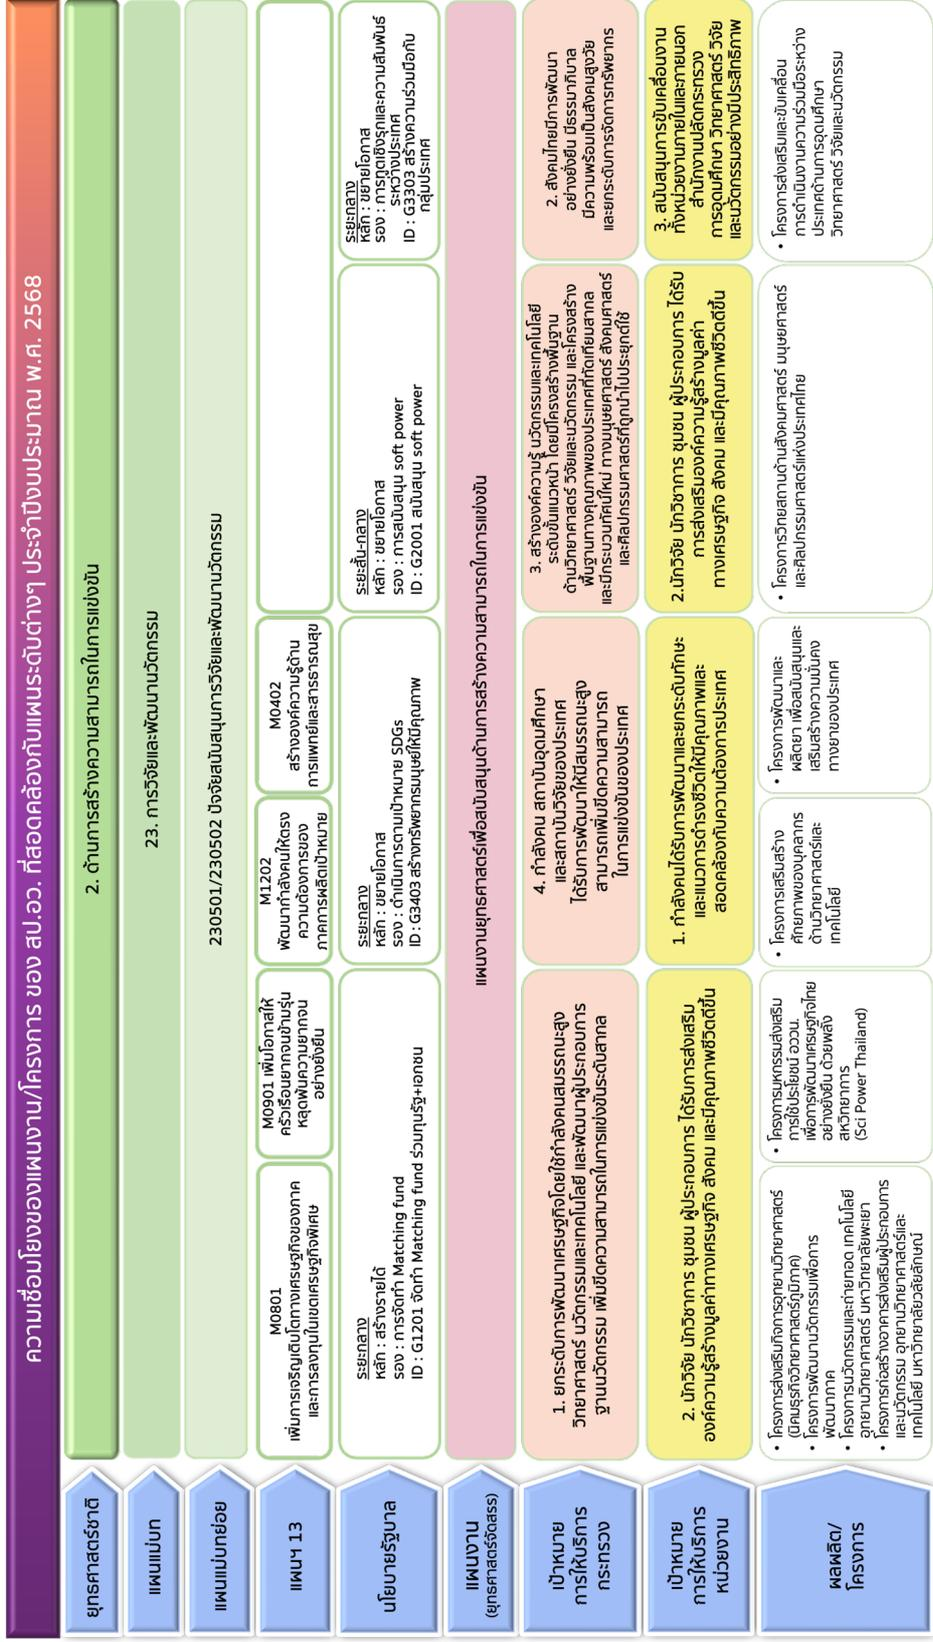 ความเชื่อมโยงของแผนงาน/โครงการ ของ สป.อว. ที่สอดคล้องกับแผนระดับต่างๆ ประจำปีงบประมาณ พ.ศ. 2568
ยุทธศาสตร์ชาติ
2. ด้านการสร้างความสามารถในการแข่งขัน
แผนแม่บท
23. การวิจัยและพัฒนานวัตกรรม
แผนแม่บทย่อย
230501/230502 ปัจจัยสนับสนุนการวิจัยและพัฒนานวัตกรรม
แผนฯ 13
M0801
เพิ่มการเจริญเติบโตทางเศรษฐกิจของภาค
และการลงทุนในเขตเศรษฐกิจพิเศษ
M0901 เพิ่มโอกาสให้
ครัวเรือนยากจนข้ามรุ่น
หลุดพ้นความยากจน
อย่างยั่งยืน
M1202
พัฒนากำลังคนให้ตรง
ความต้องการของ
ภาคการผลิตเป้าหมาย
M0402
สร้างองค์ความรู้ด้าน
การแพทย์และสาธารณสุข
นโยบายรัฐบาล
ระยะกลาง
หลัก : สร้างรายได้
รอง : การจัดทำ Matching fund
ID : G1201 จัดทำ Matching fund ร่วมทุนรัฐ+เอกชน
ระยะกลาง
หลัก : ขยายโอกาส
รอง : ดำเนินการตามเป้าหมาย SDGs
ID :G3403 สร้างทรัพยากรมนุษย์ให้มีคุณภาพ
ระยะสั้น-กลาง
หลัก : ขยายโอกาส
รอง : การสนับสนุน soft power
ID : G2001 สนับสนุน soft power
ระยะกลาง
หลัก : ขยายโอกาส
รอง : การทูตเชิงรุกและความสัมพันธ์
ระหว่างประเทศ
ID : G3303 สร้างความร่วมมือกับ
กลุ่มประเทศ
แผนงาน
(ยุทธศาสตร์จัดสรร)
แผนงานยุทธศาสตร์เพื่อสนับสนุนด้านการสร้างความสามารถในการแข่งขัน
เป้าหมาย
การให้บริการ
กระทรวง
1. ยกระดับการพัฒนาเศรษฐกิจโดยใช้กำลังคนสมรรถนะสูง
วิทยาศาสตร์ นวัตกรรมและเทคโนโลยี และพัฒนาผู้ประกอบการ
ฐานนวัตกรรม เพิ่มขีดความสามารถในการแข่งขันระดับสากล
4. กำลังคน สถาบันอุดมศึกษา
และสถาบันวิจัยของประเทศ
ได้รับการพัฒนาให้มีสมรรถนะสูง
สามารถเพิ่มขีดความสามารถ
ในการแข่งขันของประเทศ
3. สร้างองค์ความรู้ นวัตกรรมและเทคโนโลยี
ระดับขั้นแนวหน้า โดยมีโครงสร้างพื้นฐาน
ด้านวิทยาศาสตร์ วิจัยและนวัตกรรม และโครงสร้าง
พื้นฐานทางคุณภาพของประเทศที่ทัดเทียมสากล
และมีกระบวนทัศน์ใหม่ ทางมนุษยศาสตร์ สังคมศาสตร์
และศิลปกรรมศาสตร์ที่ถูกนำไปประยุกต์ใช้
2. สังคมไทยมีการพัฒนา
อย่างยั่งยืน มีธรรมาภิบาล
มีความพร้อมเป็นสังคมสูงวัย
และยกระดับการจัดการทรัพยากร
เป้าหมาย
การให้บริการ
หน่วยงาน
2. นักวิจัย นักวิชาการ ชุมชน ผู้ประกอบการ ได้รับการส่งเสริม
องค์ความรู้สร้างมูลค่าทางเศรษฐกิจ สังคม และมีคุณภาพชีวิตดีขึ้น
1. กำลังคนได้รับการพัฒนาและยกระดับทักษะ
และแนวการดำรงชีวิตให้มีคุณภาพและ
สอดคล้องกับความต้องการประเทศ
2.นักวิจัย นักวิชาการ ชุมชน ผู้ประกอบการ ได้รับ
การส่งเสริมองค์ความรู้สร้างมูลค่า
ทางเศรษฐกิจ สังคม และมีคุณภาพชีวิตดีขึ้น
3. สนับสนุนการขับเคลื่อนงาน
ทั้งหน่วยงานภายในและภายนอก
สำนักงานปลัดกระทรวง
การอุดมศึกษา วิทยาศาสตร์ วิจัย
และนวัตกรรมอย่างมีประสิทธิภาพ
ผลผลิต/
โครงการ
• โครงการส่งเสริมกิจการอุทยานวิทยาศาสตร์
(นิคมธุรกิจวิทยาศาสตร์ภูมิภาค)
• โครงการพัฒนานวัตกรรมเพื่อการ
พัฒนาภาค
• โครงการนวัตกรรมและถ่ายทอด เทคโนโลยี
อุทยานวิทยาศาสตร์ มหาวิทยาลัยพะเยา
• โครงการก่อสร้างอาคารส่งเสริมผู้ประกอบการ
และนวัตกรรม อุทยานวิทยาศาสตร์และ
เทคโนโลยี มหาวิทยาลัยวลัยลักษณ์
• โครงการมหกรรมส่งเสริม
การใช้ประโยชน์ อววน.
เพื่อการพัฒนาเศรษฐกิจไทย
อย่างยั่งยืน ด้วยพลัง
สหวิทยาการ
(Sci Power Thailand)
• โครงการเสริมสร้าง
ศักยภาพของบุคลากร
ด้านวิทยาศาสตร์และ
เทคโนโลยี
• โครงการพัฒนาและ
ผลิตยา เพื่อสนับสนุนและ
เสริมสร้างความมั่นคง
ทางยาของประเทศ
• โครงการวิทยสถานด้านสังคมศาสตร์ มนุษยศาสตร์
และศิลปกรรมศาสตร์แห่งประเทศไทย
• โครงการส่งเสริมและขับเคลื่อน
การดำเนินงานความร่วมมือระหว่าง
ประเทศด้านการอุดมศึกษา
วิทยาศาสตร์ วิจัยและนวัตกรรม